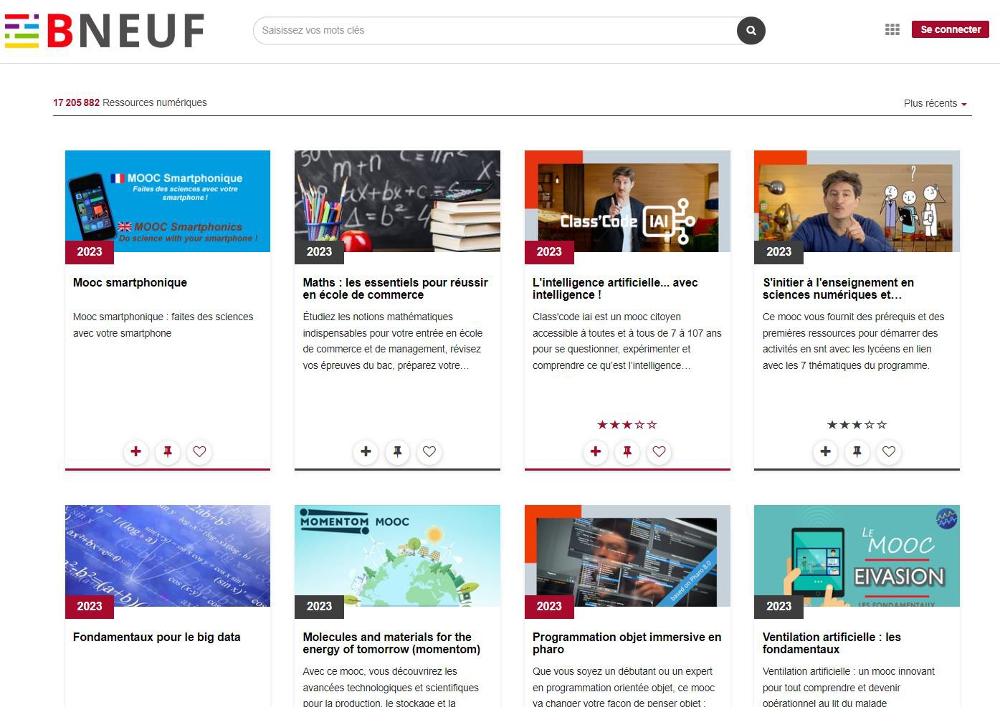 BNEUF
Saisissez vos mots clés
Se connecter
17 205 882 Ressources numériques
Plus récents
MOOC Smartphonique
Faites des sciences avec votre
smartphone !
MOOC Smartphonics
Do science with your smartphone !
2023
Mooc smartphonique
Mooc smartphonique : faites des sciences
avec votre smartphone
2023
Maths : les essentiels pour réussir
en école de commerce
Étudiez les notions mathématiques
indispensables pour votre entrée en école
de commerce et de management, révisez
vos épreuves du bac, préparez votre…
Class'Code IAI
2023
L'intelligence artificielle... avec
intelligence !
Class'code iai est un mooc citoyen
accessible à toutes et à tous de 7 à 107 ans
pour se questionner, expérimenter et
comprendre ce qu’est l’intelligence…
?
2023
S'initier à l'enseignement en
sciences numériques et…
Ce mooc vous fournit des prérequis et des
premières ressources pour démarrer des
activités en snt avec les lycéens en lien
avec les 7 thématiques du programme.
2023
Fondamentaux pour le big data
MOMENTOM MOOC
2023
Molecules and materials for the
energy of tomorrow (momentom)
Avec ce mooc, vous découvrirez les
avancées technologiques et scientifiques
pour la production, le stockage et la
based on Pharo 8.0
2023
Programmation objet immersive en
pharo
Que vous soyez un débutant ou un expert
en programmation orientée objet, ce mooc
va changer votre façon de penser objet :
LE
MOOC
EIVASION
LES FONDAMENTAUX
2023
Ventilation artificielle : les
fondamentaux
Ventilation artificielle : un mooc innovant
pour tout comprendre et devenir
opérationnel au lit du malade